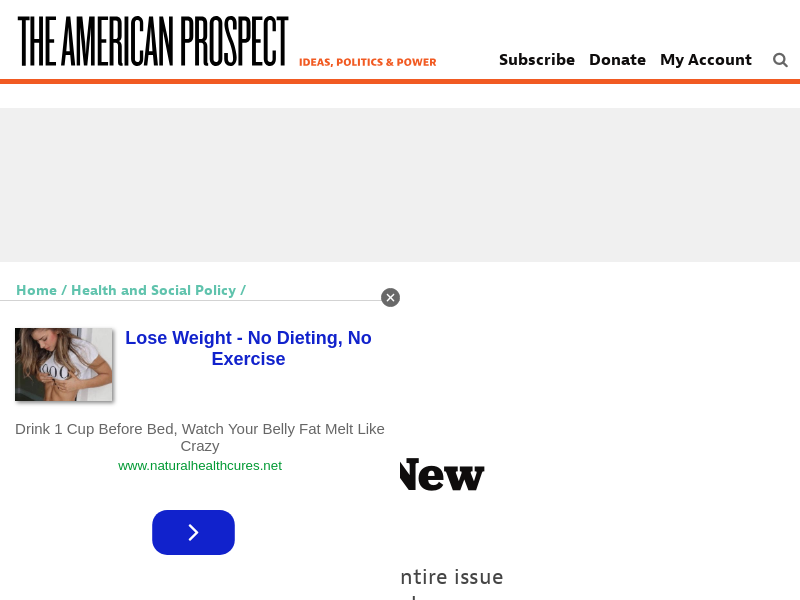 THE AMERICAN PROSPECT
IDEAS, POLITICS & POWER
Subscribe Donate My Account
Home / Health and Social Policy /
Lose Weight - No Dieting, No
Exercise
Drink 1 Cup Before Bed, Watch Your Belly Fat Melt Like
Crazy
www.naturalhealthcures.net
New
ntire issue